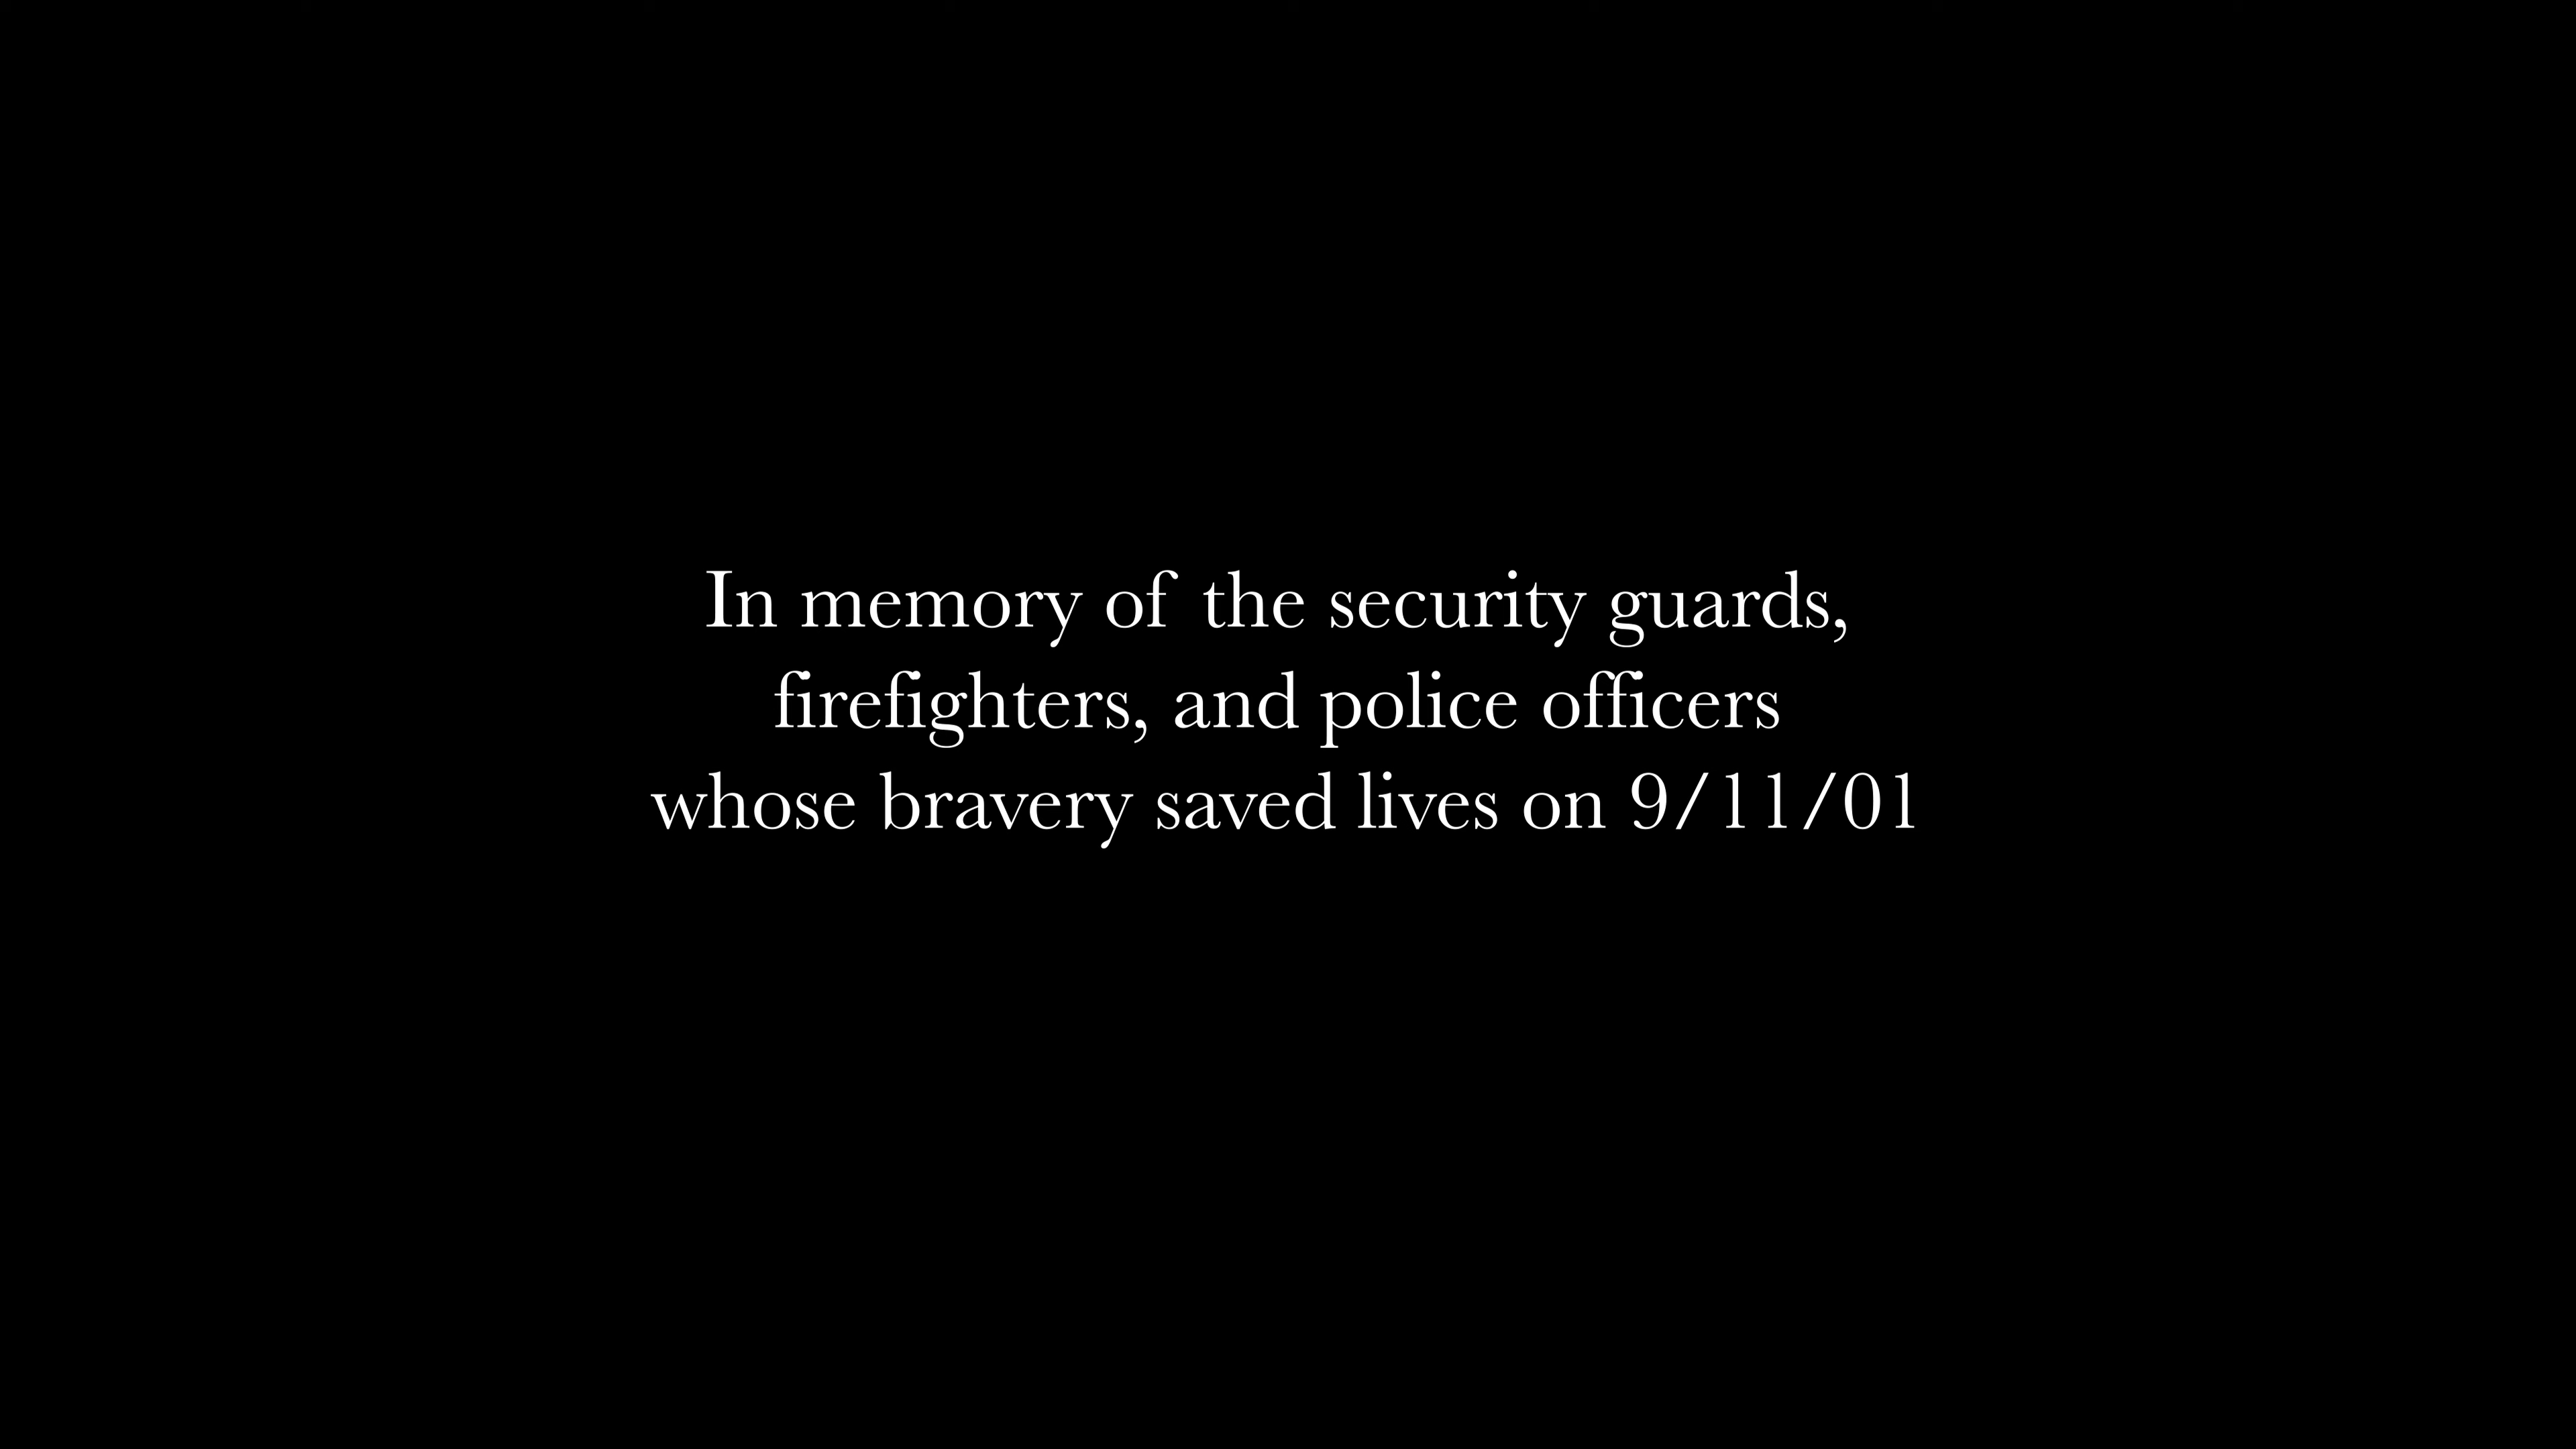 In memory of the security guards,
firefighters, and police officers
whose bravery saved lives on 9/11/01